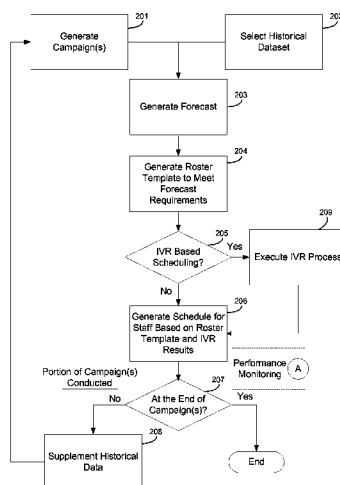 201
Generate
Campaign(s)
Select Historical
Dataset
203
Generate Forecast
204
Generate Roster
Template to Meet
Forecast
Requirements
205
IVR Based
Scheduling?
Yes
209
Execute IVR Process
No
206
Generate Schedule for
Staff Based on Roster
Template and IVR
Results
Performance
Monitoring
A
Portion of Campaign(s)
Conducted
207
At the End of
Campaign(s)?
No
Yes
208
Supplement Historical
Data
End